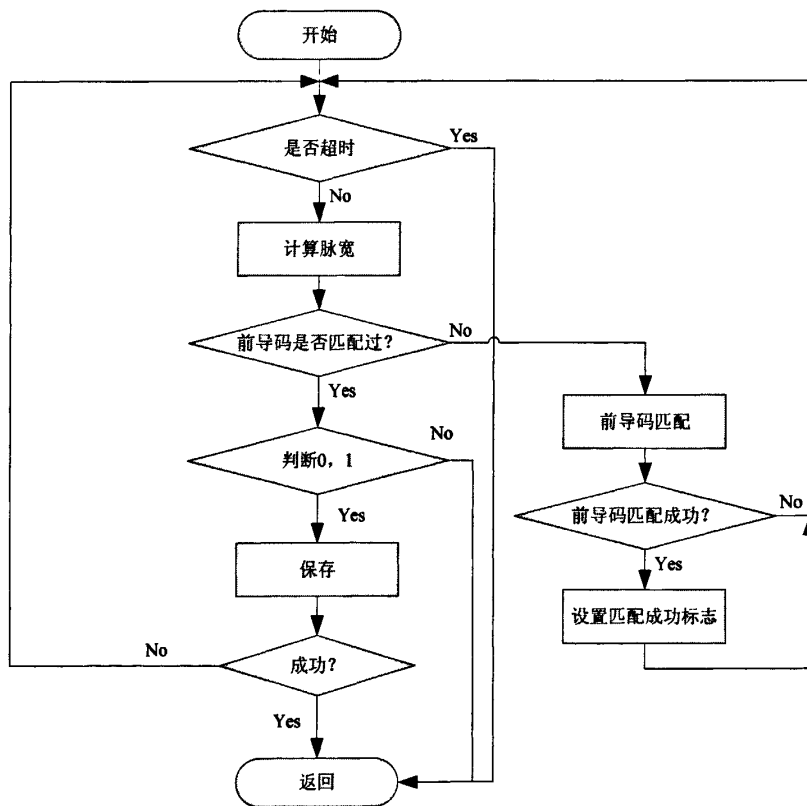 开始
是否超时
Yes
No
计算脉宽
前导码是否匹配过？
No
Yes
前导码匹配
判断0，1
No
Yes
前导码匹配成功？
No
Yes
保存
设置匹配成功标志
成功？
No
Yes
返回